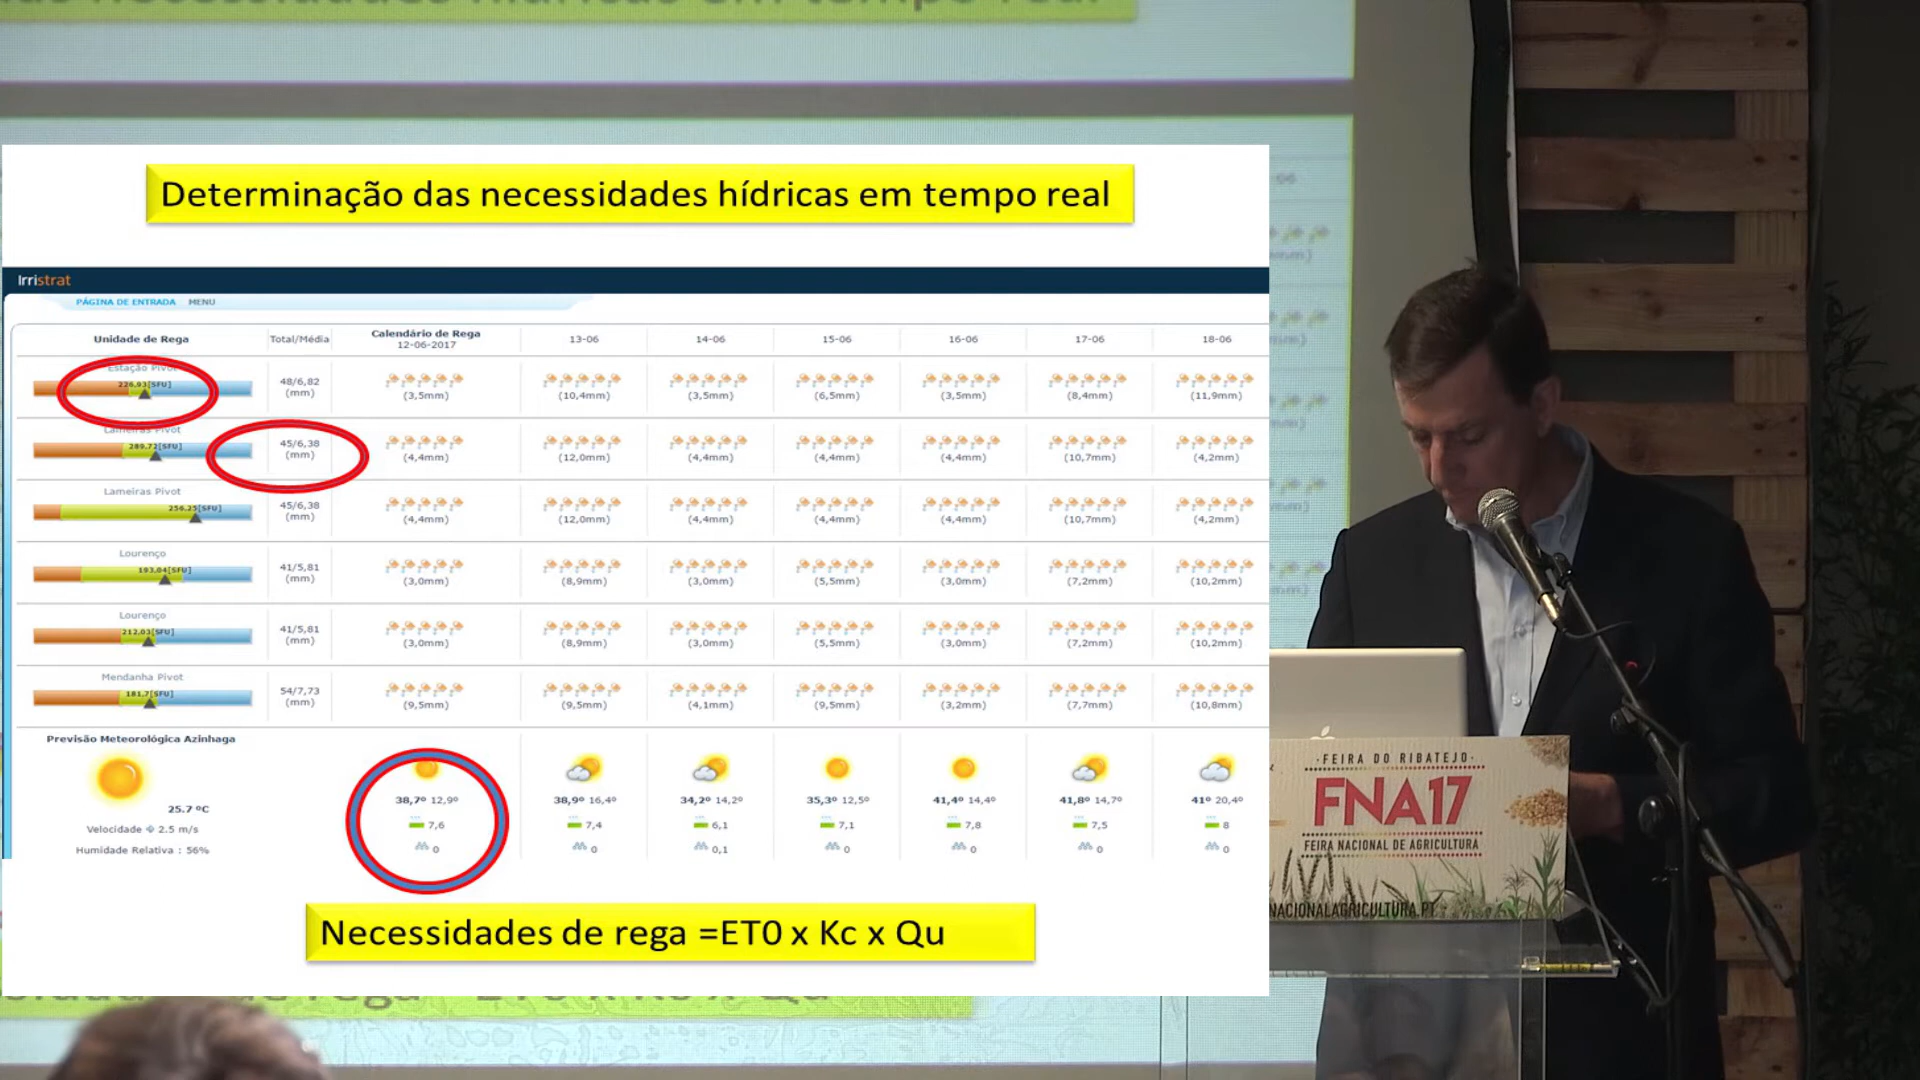 Determinação das necessidades hídricas em tempo real
Irristrat
PÁGINA DE ENTRADA MENU
Unidade de Rega Total/Média Calendário de Rega 12-06-2017 13-06 14-06 15-06 16-06 17-06 18-06
Estação Pivot
226,93[SFU] 48/6,82 (mm) (3,5mm) (10,4mm) (3,5mm) (6,5mm) (3,5mm) (8,4mm) (11,9mm)
Lameiras Pivot
289,72[SFU] 45/6,38 (mm) (4,4mm) (12,0mm) (4,4mm) (4,4mm) (4,4mm) (10,7mm) (4,2mm)
Lameiras Pivot
256,25[SFU] 45/6,38 (mm) (4,4mm) (12,0mm) (4,4mm) (4,4mm) (4,4mm) (10,7mm) (4,2mm)
Lourenço
193,04[SFU] 41/5,81 (mm) (3,0mm) (8,9mm) (3,0mm) (5,5mm) (3,0mm) (7,2mm) (10,2mm)
Lourenço
212,03[SFU] 41/5,81 (mm) (3,0mm) (8,9mm) (3,0mm) (5,5mm) (3,0mm) (7,2mm) (10,2mm)
Mendanha Pivot
181,7[SFU] 54/7,73 (mm) (9,5mm) (9,5mm) (4,1mm) (9,5mm) (3,2mm) (7,7mm) (10,8mm)
Previsão Meteorológica Azinhaga
25.7 ºC
38,7º 12,9º 38,9º 16,4º 34,2º 14,2º 35,3º 12,5º 41,4º 14,4º 41,8º 14,7º 41º 20,4º
Velocidade 2.5 m/s 7,6 7,4 6,1 7,1 7,8 7,5 8
Humidade Relativa : 56% 0 0 0,1 0 0 0 0
Necessidades de rega =ET0 x Kc x Qu
·FEIRA DO RIBATEJO·
FNA17
FEIRA NACIONAL DE AGRICULTURA
NACIONALAGRICULTURA.PT